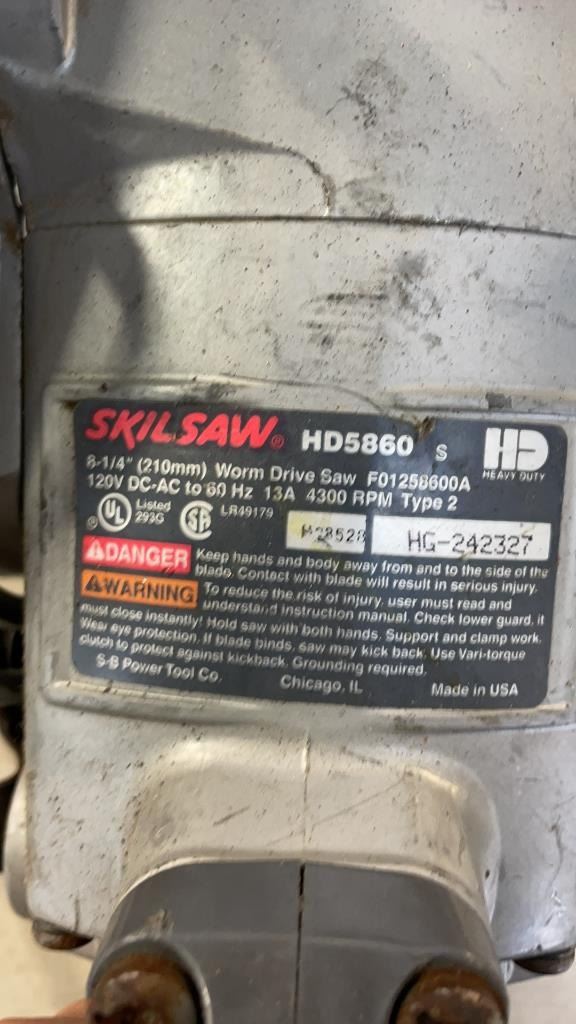 SKILSAW® HD5860 S HD
HEAVY DUTY
8-1/4" (210mm) Worm Drive Saw F01258600A
120V DC-AC to 60 Hz 13A 4300 RPM Type 2
UL ® Listed 293G SA LR49179
HG-242327
DANGER Keep hands and body away from and to the side of the
blade. Contact with blade will result in serious injury.
WARNING To reduce the risk of injury, user must read and
understand instruction manual. Check lower guard, it
must close instantly! Hold saw with both hands. Support and clamp work.
Wear eye protection. If blade binds, saw may kick back. Use Vari-torque
clutch to protect against kickback. Grounding required.
S-B Power Tool Co. Chicago, IL Made in USA